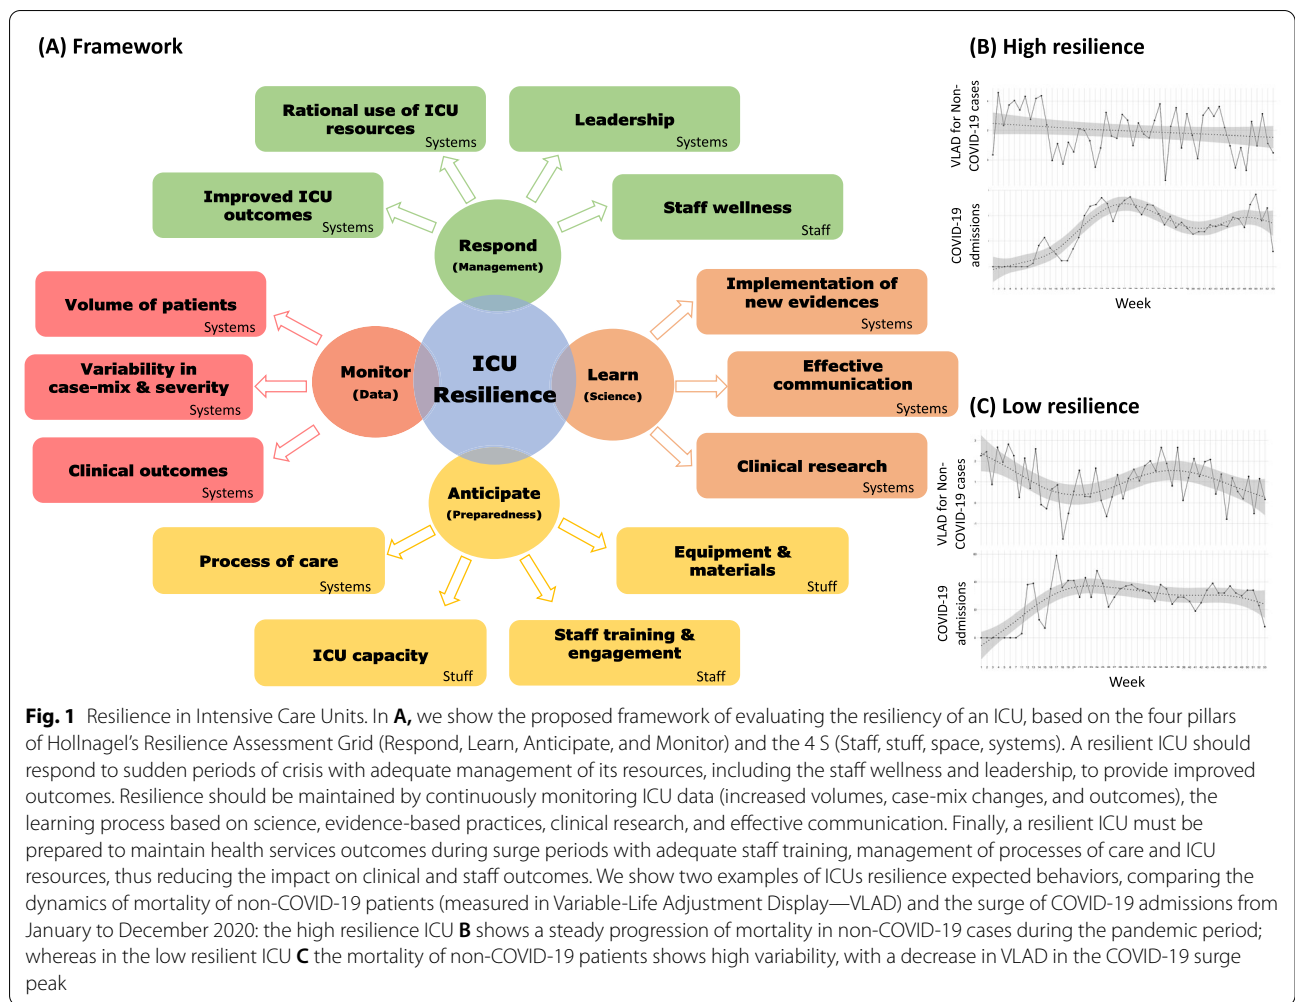 (A) Framework
Rational use of ICU
resources
Systems
Leadership
Systems
Improved ICU
outcomes
Systems
Staff wellness
Staff
Respond
(Management)
Volume of patients
Systems
Variability in
case-mix & severity
Systems
Clinical outcomes
Systems
Monitor
(Data)
ICU
Resilience
Learn
(Science)
Implementation of
new evidences
Systems
Effective
communication
Systems
Clinical research
Systems
Anticipate
(Preparedness)
Process of care
Systems
ICU capacity
Stuff
Staff training &
engagement
Staff
Equipment &
materials
Stuff
(B) High resilience
VLAD for Non-
COVID-19 cases
COVID-19
admissions
Week
(C) Low resilience
VLAD for Non-
COVID-19 cases
COVID-19
admissions
Week
Fig. 1 Resilience in Intensive Care Units. In A, we show the proposed framework of evaluating the resiliency of an ICU, based on the four pillars
of Hollnagel's Resilience Assessment Grid (Respond, Learn, Anticipate, and Monitor) and the 4 S (Staff, stuff, space, systems). A resilient ICU should
respond to sudden periods of crisis with adequate management of its resources, including the staff wellness and leadership, to provide improved
outcomes. Resilience should be maintained by continuously monitoring ICU data (increased volumes, case-mix changes, and outcomes), the
learning process based on science, evidence-based practices, clinical research, and effective communication. Finally, a resilient ICU must be
prepared to maintain health services outcomes during surge periods with adequate staff training, management of processes of care and ICU
resources, thus reducing the impact on clinical and staff outcomes. We show two examples of ICUs resilience expected behaviors, comparing the
dynamics of mortality of non-COVID-19 patients (measured in Variable-Life Adjustment Display—VLAD) and the surge of COVID-19 admissions from
January to December 2020: the high resilience ICU B shows a steady progression of mortality in non-COVID-19 cases during the pandemic period;
whereas in the low resilient ICU C the mortality of non-COVID-19 patients shows high variability, with a decrease in VLAD in the COVID-19 surge
peak